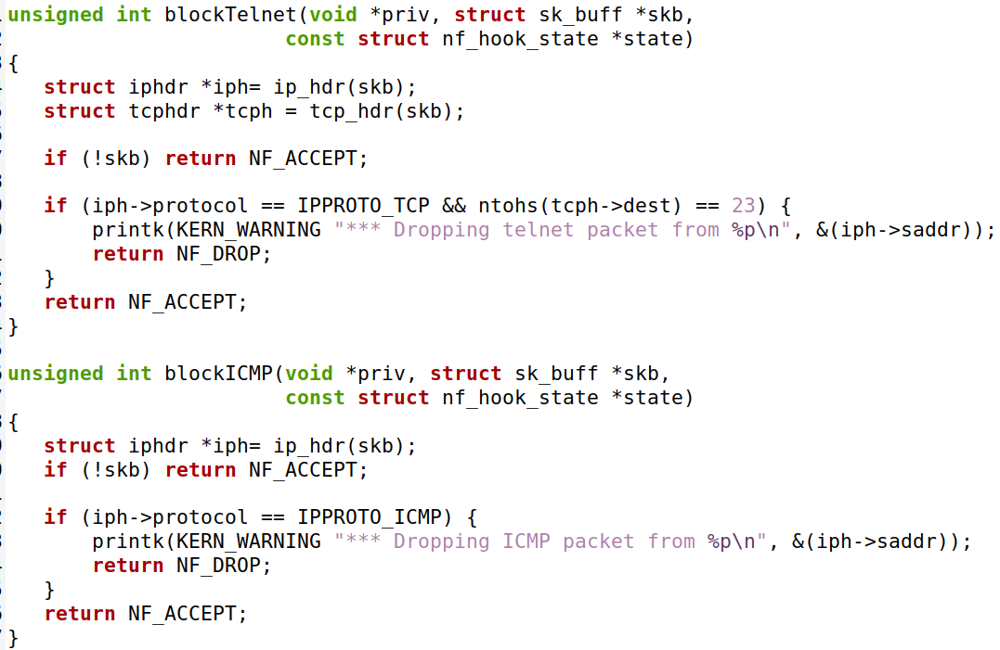 unsigned int blockTelnet(void *priv, struct sk_buff *skb,
                       const struct nf_hook_state *state)
{
   struct iphdr *iph= ip_hdr(skb);
   struct tcphdr *tcph = tcp_hdr(skb);

   if (!skb) return NF_ACCEPT;

   if (iph->protocol == IPPROTO_TCP && ntohs(tcph->dest) == 23) {
       printk(KERN_WARNING "*** Dropping telnet packet from %p\n", &(iph->saddr));
       return NF_DROP;
   }
   return NF_ACCEPT;
}

unsigned int blockICMP(void *priv, struct sk_buff *skb,
                       const struct nf_hook_state *state)
{
   struct iphdr *iph= ip_hdr(skb);
   if (!skb) return NF_ACCEPT;

   if (iph->protocol == IPPROTO_ICMP) {
       printk(KERN_WARNING "*** Dropping ICMP packet from %p\n", &(iph->saddr));
       return NF_DROP;
   }
   return NF_ACCEPT;
}